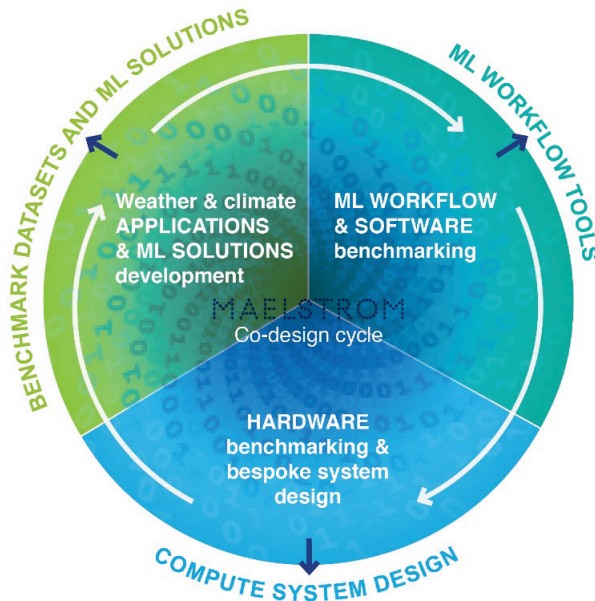 BENCHMARK DATASETS AND ML SOLUTIONS
ML WORKFLOW TOOLS
Weather & climate
APPLICATIONS
& ML SOLUTIONS
development
ML WORKFLOW
& SOFTWARE
benchmarking
MAELSTROM
Co-design cycle
HARDWARE
benchmarking &
bespoke system
design
COMPUTE SYSTEM DESIGN